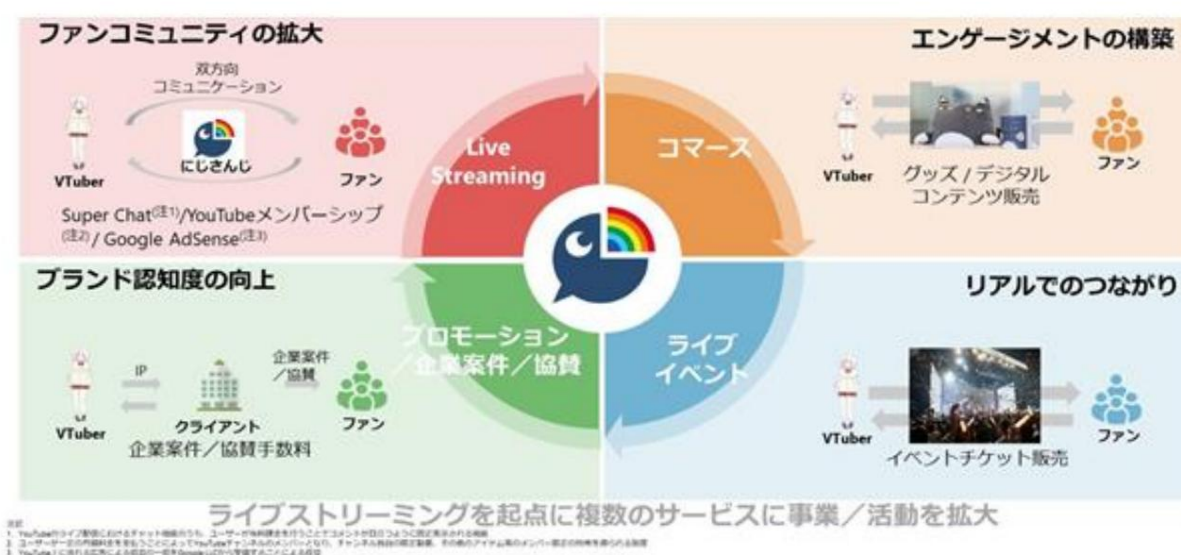 ファンコミュニティの拡大
双方向
コミュニケーション
にじさんじ
VTuber
ファン
Super Chat(注1)/YouTubeメンバーシップ
(注2)/ Google AdSense(注3)
Live
Streaming
エンゲージメントの構築
コマース
VTuber
ファン
グッズ / デジタル
コンテンツ販売
ブランド認知度の向上
IP
企業案件
／協賛
VTuber
クライアント
ファン
企業案件／協賛手数料
プロモーション
／企業案件／協賛
リアルでのつながり
ライブ
イベント
VTuber
ファン
イベントチケット販売
ライブストリーミングを起点に複数のサービスに事業／活動を拡大